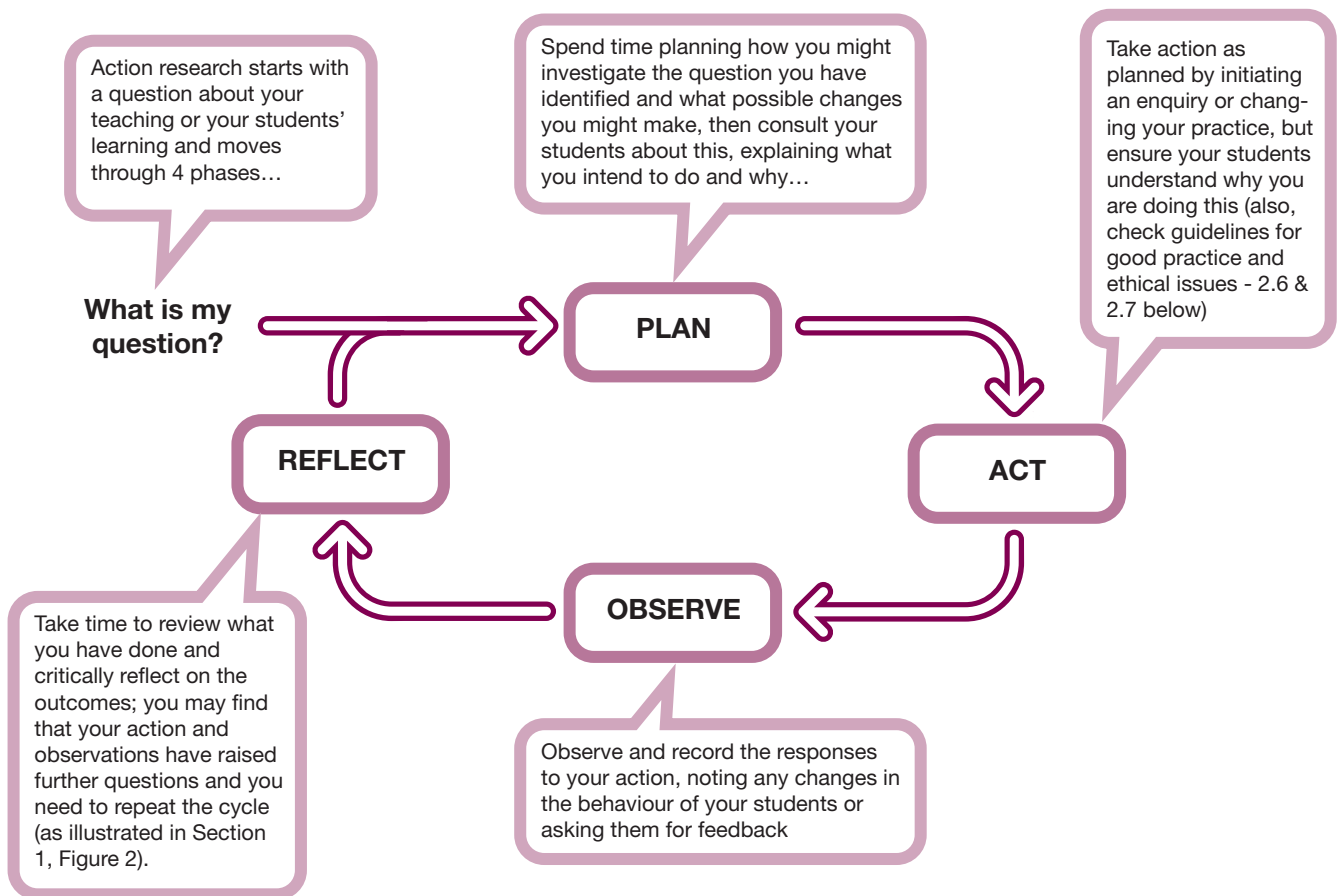 Action research starts with
a question about your
teaching or your students’
learning and moves
through 4 phases…
Spend time planning how you might
investigate the question you have
identified and what possible changes
you might make, then consult your
students about this, explaining what
you intend to do and why…
Take action as
planned by initiating
an enquiry or chang-
ing your practice, but
ensure your students
understand why you
are doing this (also,
check guidelines for
good practice and
ethical issues - 2.6 &
2.7 below)
What is my
question?
PLAN
REFLECT
ACT
OBSERVE
Take time to review what
you have done and
critically reflect on the
outcomes; you may find
that your action and
observations have raised
further questions and you
need to repeat the cycle
(as illustrated in Section
1, Figure 2).
Observe and record the responses
to your action, noting any changes in
the behaviour of your students or
asking them for feedback